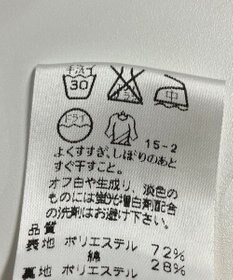 手洗イ
30
中
ドライ
15-2
よくすすぎ、しぼりのあと
すぐ干すこと。
オフ白や生成り、淡色の
ものには蛍光増白剤配合
の洗剤はお避け下さい。
品質
表地 ポリエステル 72%
綿 28%
裏地 ポリエステル